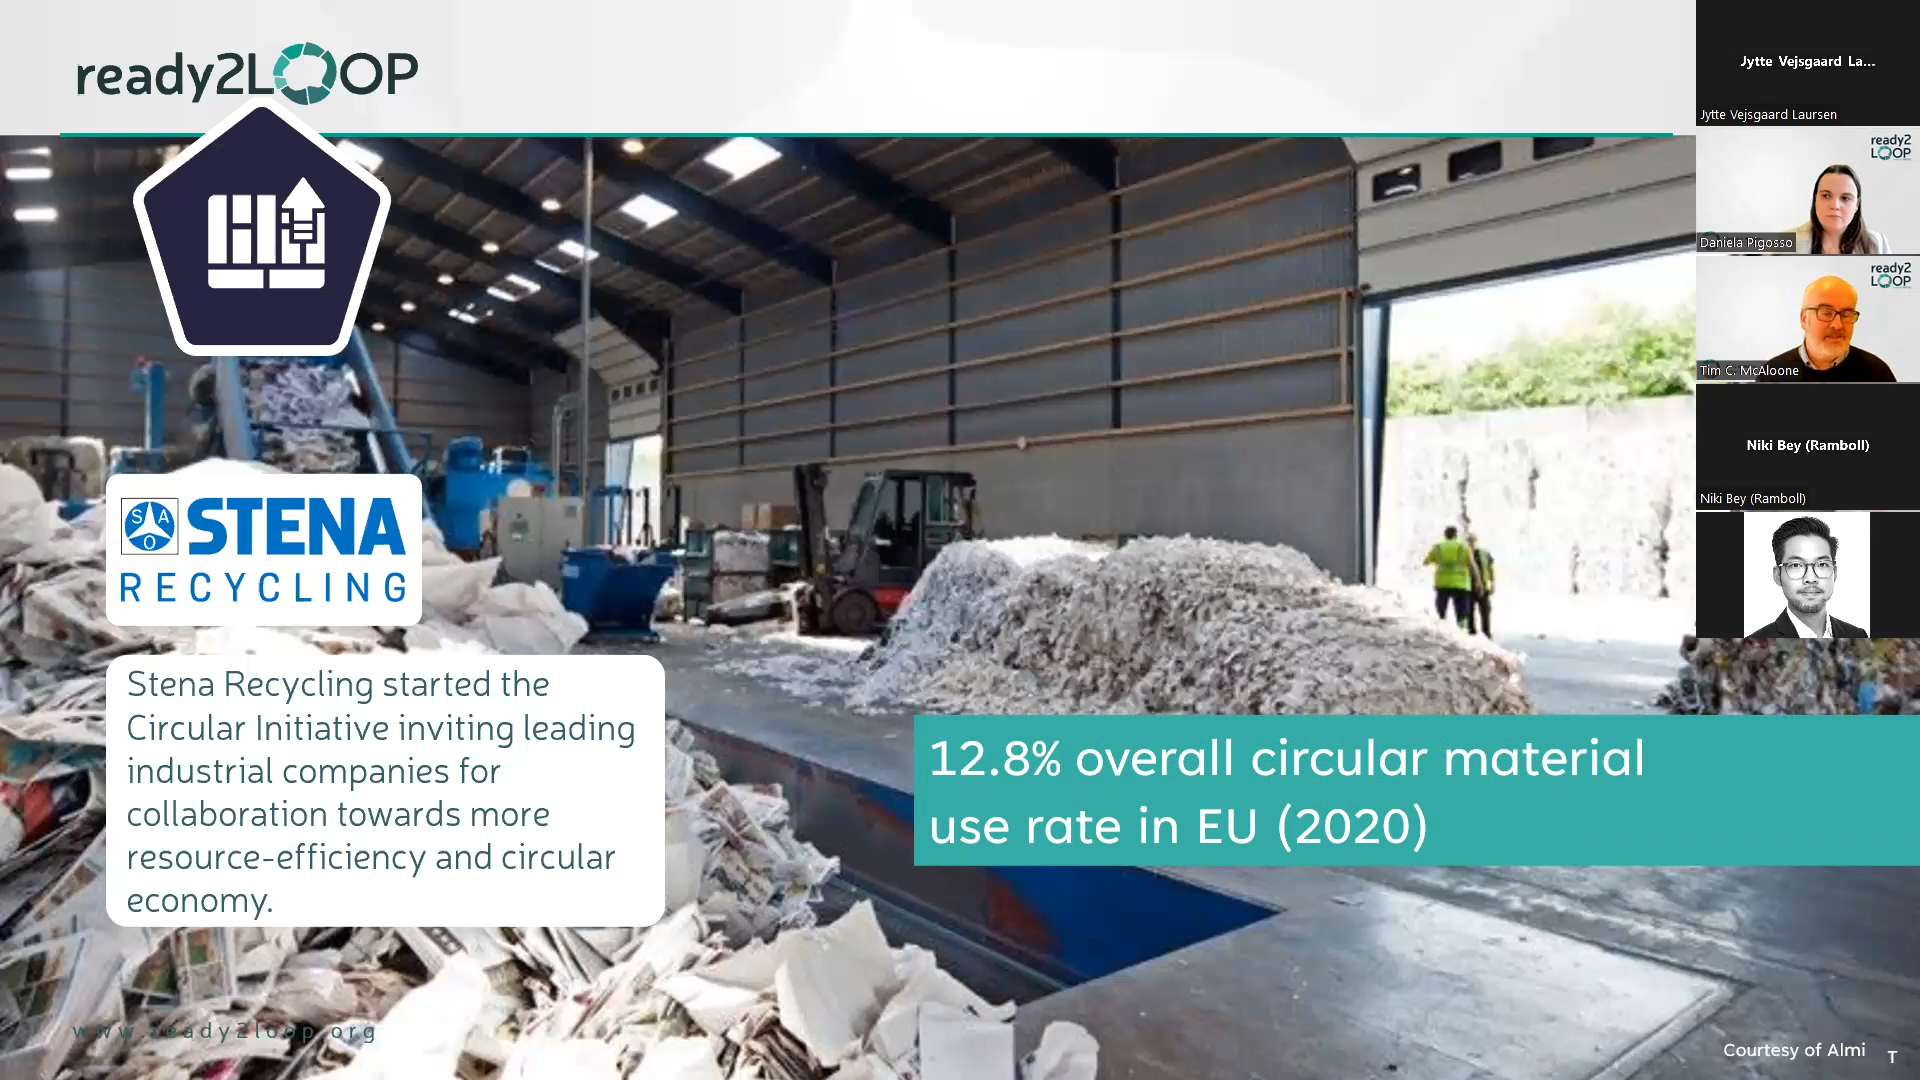 ready2LOOP
S A O
STENA
RECYCLING
Stena Recycling started the
Circular Initiative inviting leading
industrial companies for
collaboration towards more
resource-efficiency and circular
economy.
12.8% overall circular material
use rate in EU (2020)
www.ready2loop.org
Courtesy of Almi
T
Jytte Vejsgaard La...
Jytte Vejsgaard Laursen
ready2
LOOP
Daniela Pigosso
ready2
LOOP
Tim C. McAloone
Niki Bey (Ramboll)
Niki Bey (Ramboll)